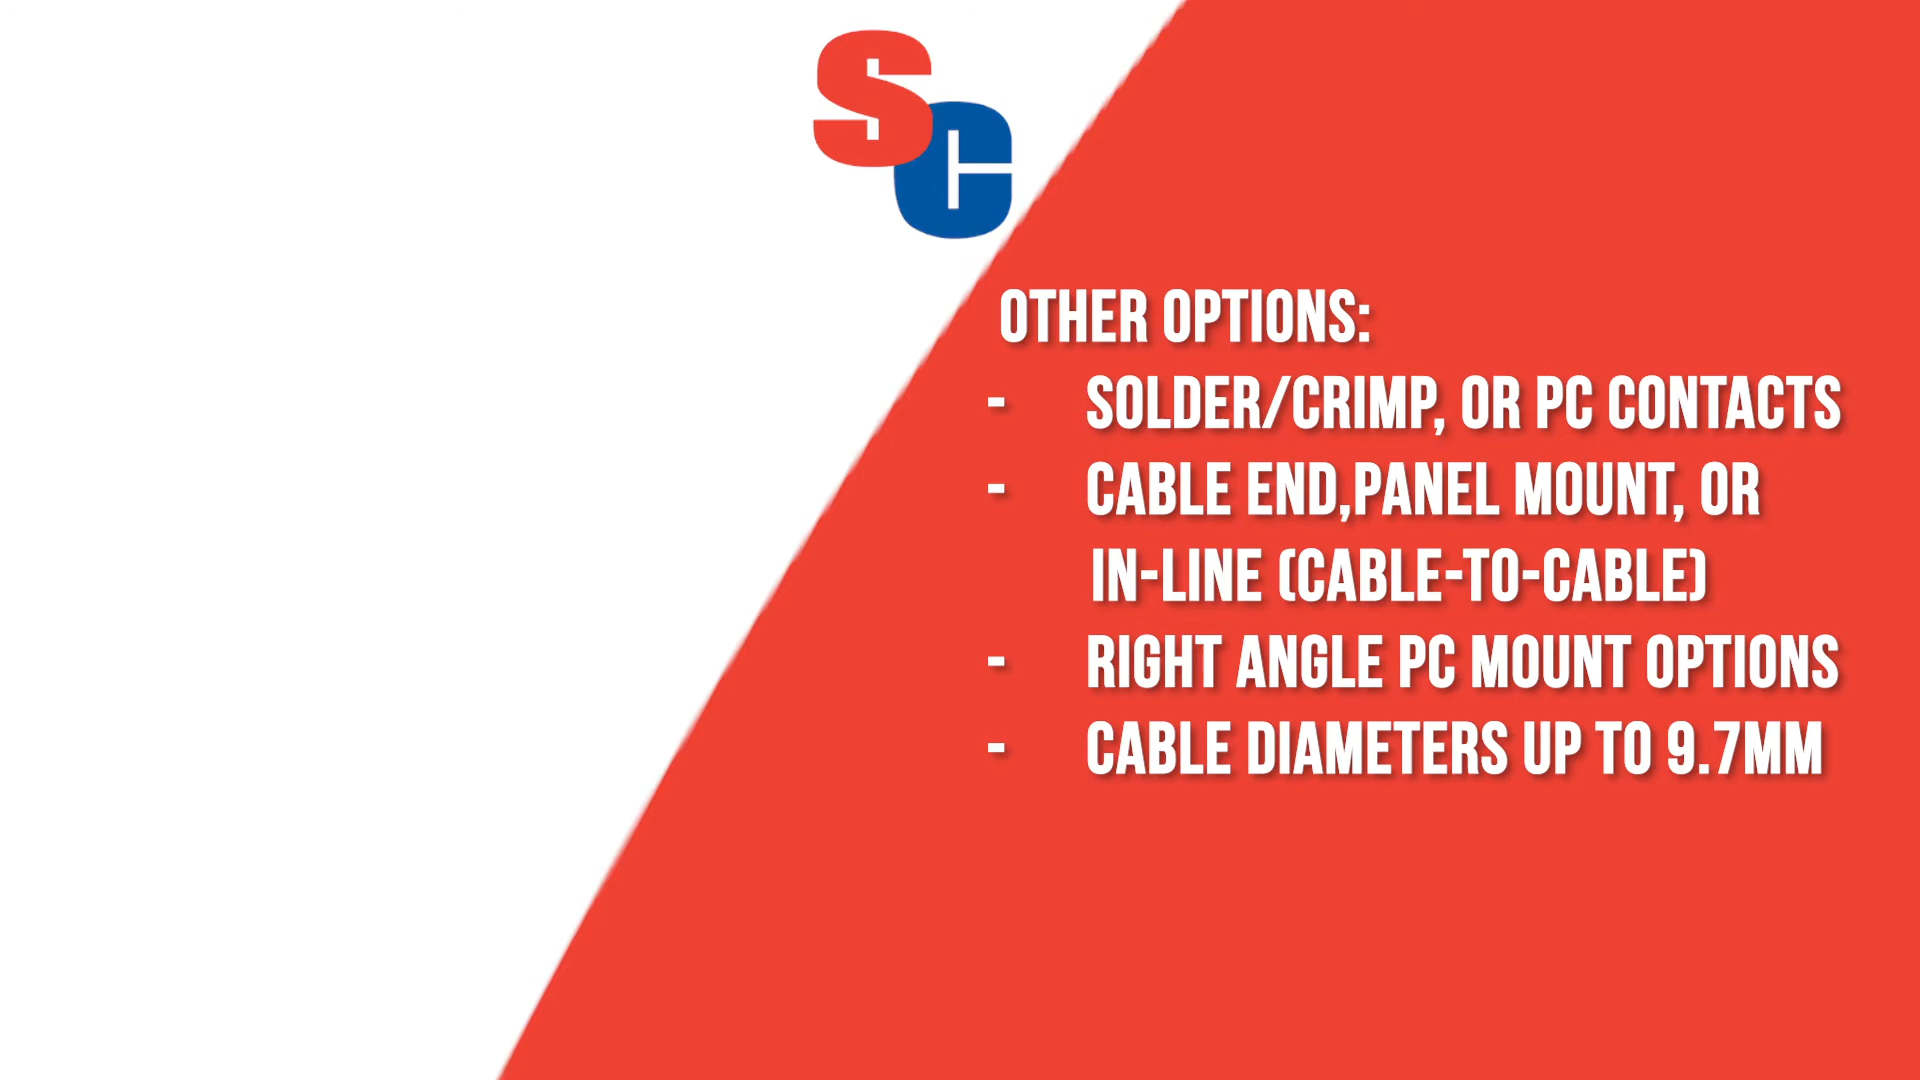 SC
OTHER OPTIONS:
- SOLDER/CRIMP, OR PC CONTACTS
- CABLE END,PANEL MOUNT, OR
IN-LINE (CABLE-TO-CABLE)
- RIGHT ANGLE PC MOUNT OPTIONS
- CABLE DIAMETERS UP TO 9.7MM